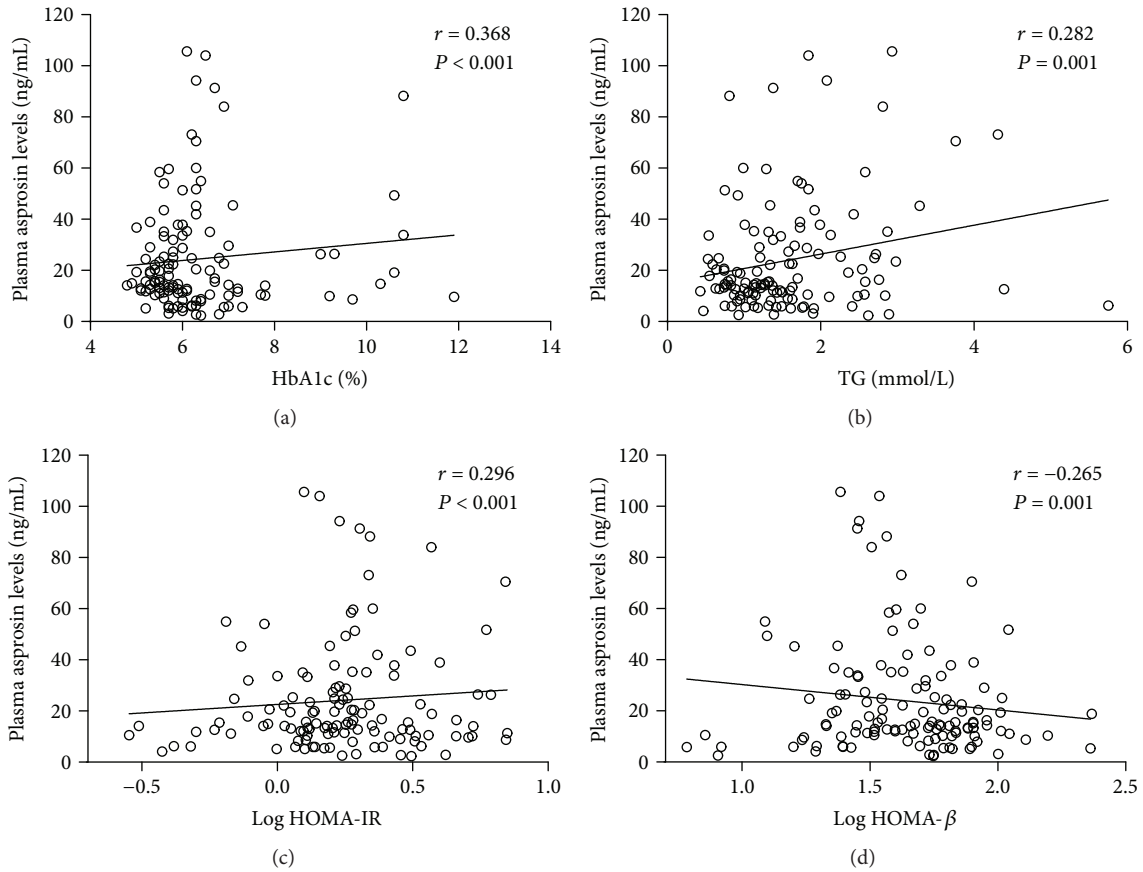 Plasma asprosin levels (ng/mL)
120
100
80
60
40
20
0
4
6
8
10
12
14
HbA1c (%)
r = 0.368
P < 0.001
(a)
Plasma asprosin levels (ng/mL)
120
100
80
60
40
20
0
0
2
4
6
TG (mmol/L)
r = 0.282
P = 0.001
(b)
Plasma asprosin levels (ng/mL)
120
100
80
60
40
20
0
−0.5
0.0
0.5
1.0
Log HOMA-IR
r = 0.296
P < 0.001
(c)
Plasma asprosin levels (ng/mL)
120
100
80
60
40
20
0
1.0
1.5
2.0
2.5
Log HOMA-β
r = −0.265
P = 0.001
(d)